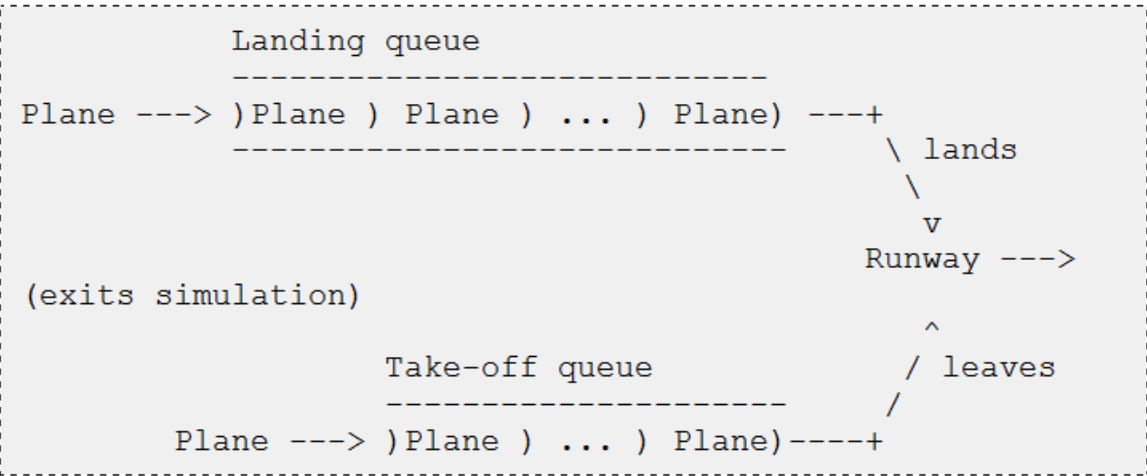 Landing queue
----------------------------
Plane ---> )Plane ) Plane ) ... ) Plane) ---+
-----------------------------     \ lands
\
v
Runway --->
(exits simulation)
^
Take-off queue             / leaves
---------------------     /
Plane ---> )Plane ) ... ) Plane)----+